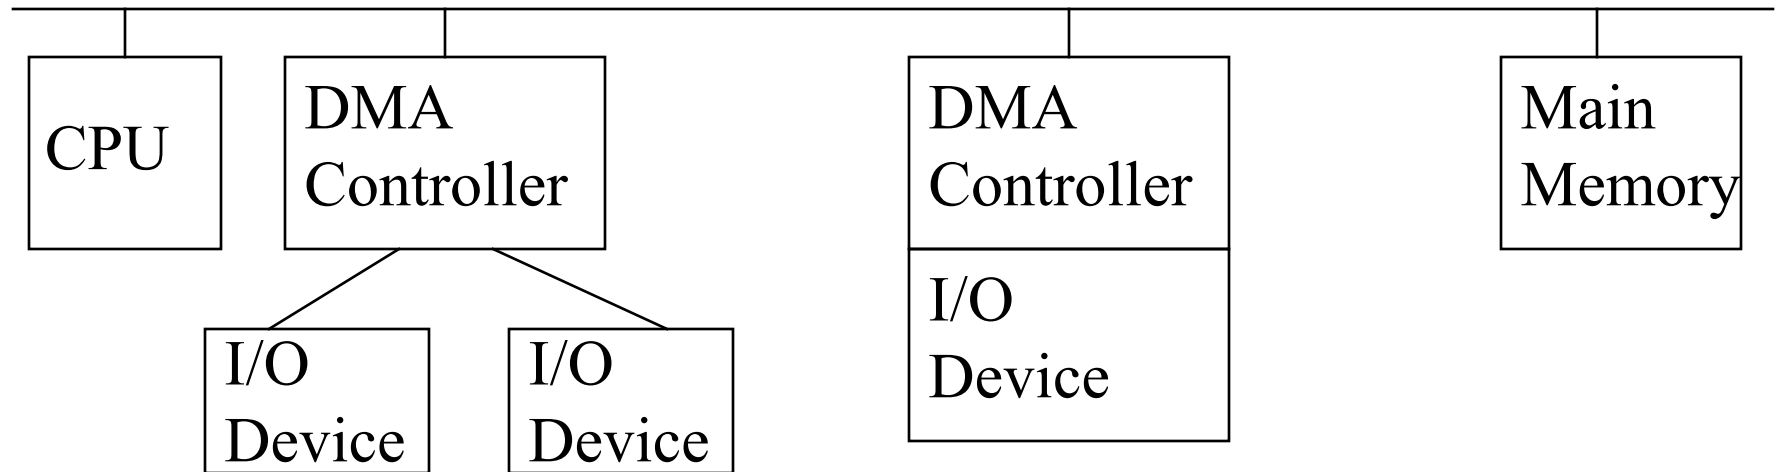 CPU
DMA
Controller
DMA
Controller
Main
Memory
I/O
Device
I/O
Device
I/O
Device